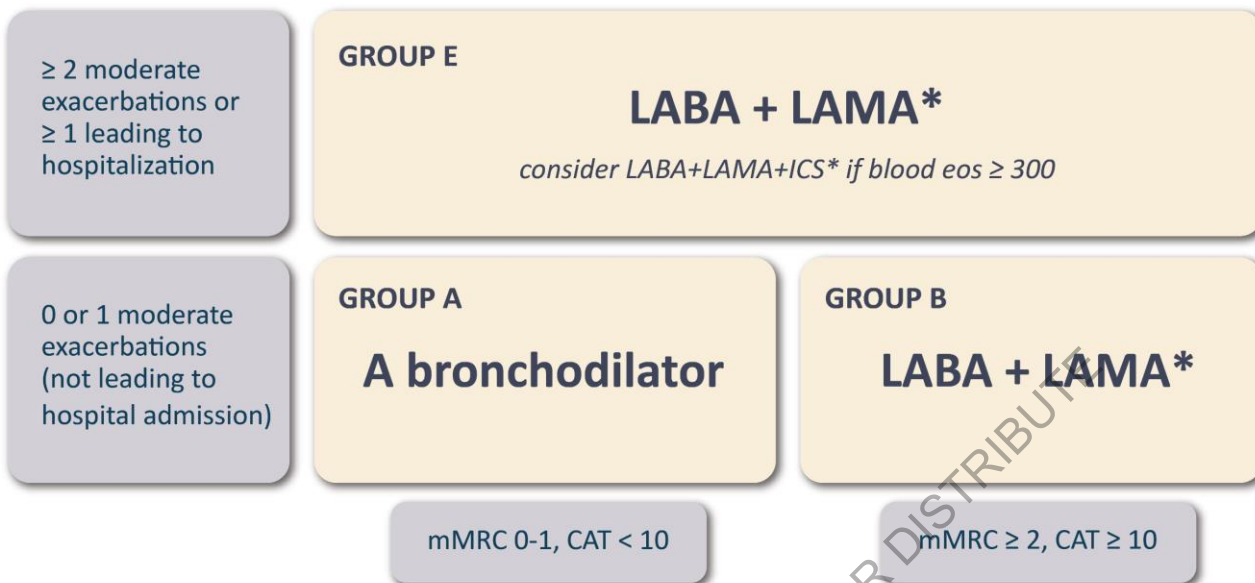 ≥ 2 moderate
exacerbations or
≥ 1 leading to
hospitalization
GROUP E
LABA + LAMA*
consider LABA+LAMA+ICS* if blood eos ≥ 300
0 or 1 moderate
exacerbations
(not leading to
hospital admission)
GROUP A
A bronchodilator
GROUP B
LABA + LAMA*
mMRC 0-1, CAT < 10
mMRC ≥ 2, CAT ≥ 10
R DISTRIBUTE